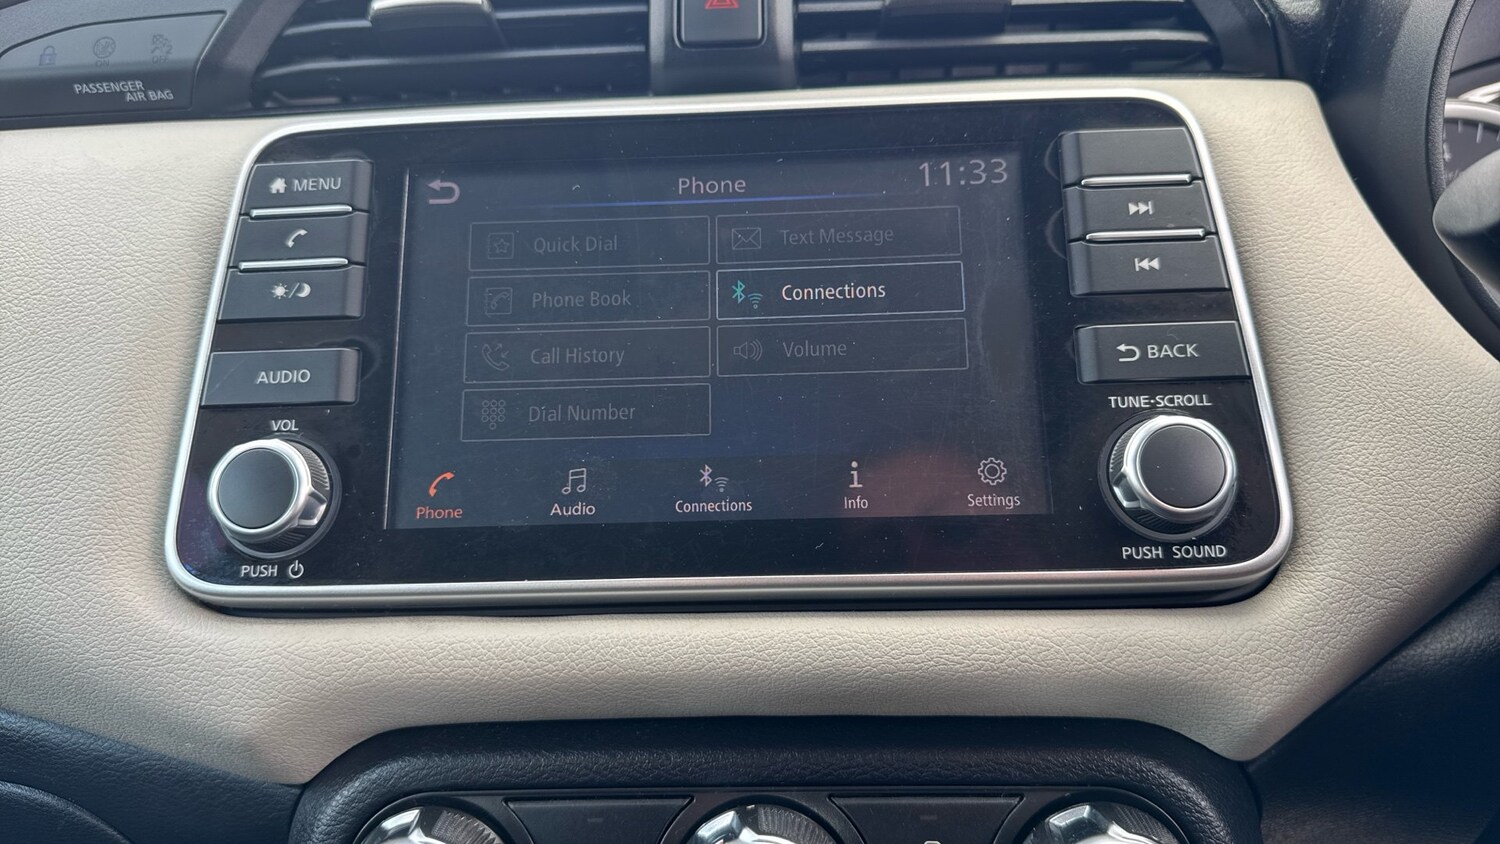 PASSENGER
AIR BAG
MENU
AUDIO
VOL
PUSH
Phone
11:33
Quick Dial
Text Message
Phone Book
Connections
Call History
Volume
Dial Number
Phone
Audio
Connections
Info
Settings
BACK
TUNE•SCROLL
PUSH SOUND